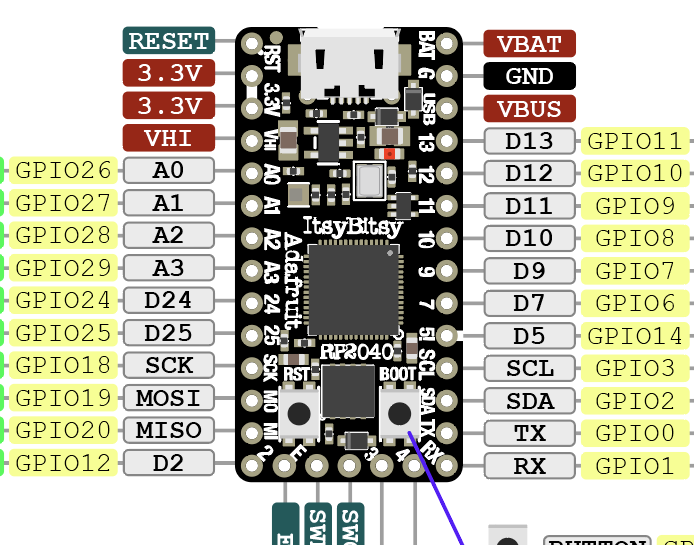 RESET
3.3V
3.3V
VHI
GPIO26 A0
GPIO27 A1
GPIO28 A2
GPIO29 A3
GPIO24 D24
GPIO25 D25
GPIO18 SCK
GPIO19 MOSI
GPIO20 MISO
GPIO12 D2
RST
3.3V
VHI
A0
A1
A2
A3
24
25
SCK
MO
MI
2
E
3
4
BAT
G
USB
13
12
11
10
9
7
5
SCL
SDA
TX
RX
ItsyBitsy
Adafruit
RP2040
RST
BOOT
VBAT
GND
VBUS
D13 GPIO11
D12 GPIO10
D11 GPIO9
D10 GPIO8
D9 GPIO7
D7 GPIO6
D5 GPIO14
SCL GPIO3
SDA GPIO2
TX GPIO0
RX GPIO1
SW
SW
BUTTON GP